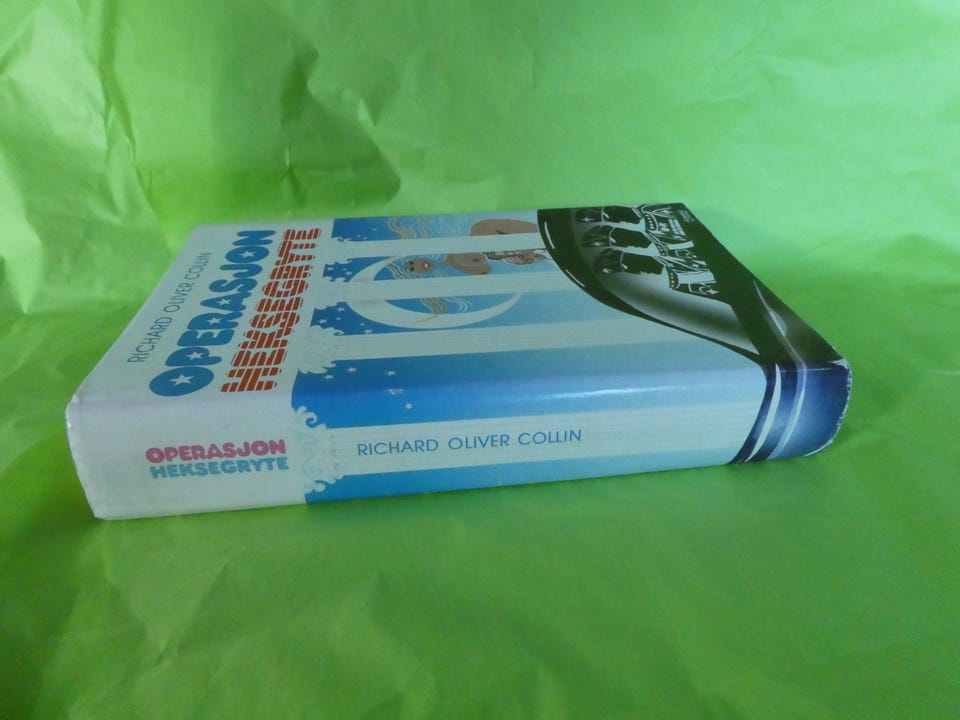 RICHARD OLIVER COLLIN
OPERASJON
HEKSEGRYTE
OPERASJON
HEKSEGRYTE
RICHARD OLIVER COLLIN